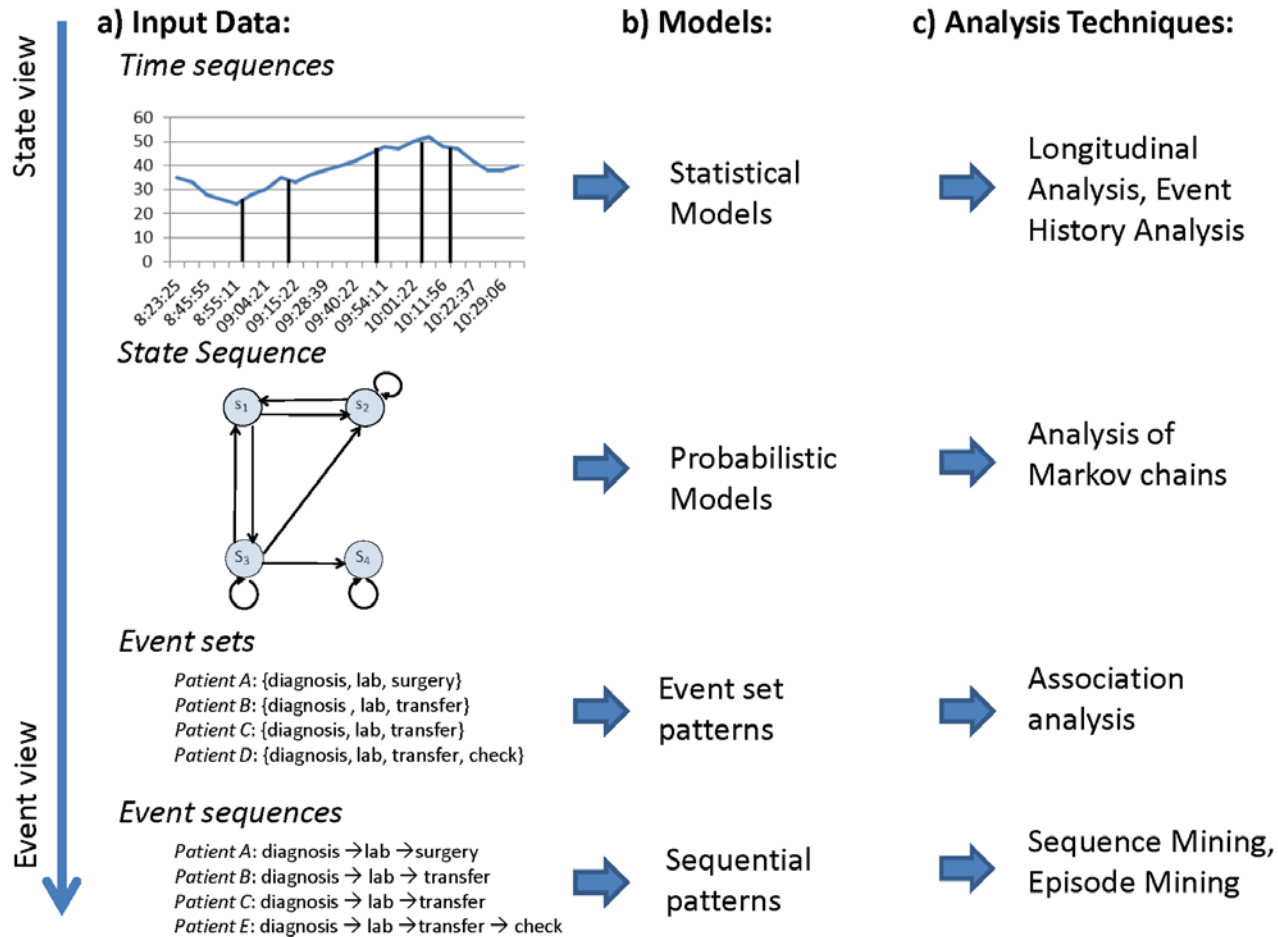 a) Input Data:
b) Models:
c) Analysis Techniques:
State view
Time sequences
60
50
40
30
20
10
0
8:23:25
8:45:55
8:55:11
09:04:21
09:15:22
09:28:39
09:40:22
09:54:11
10:01:22
10:11:56
10:22:37
10:29:06
Statistical
Models
Longitudinal
Analysis, Event
History Analysis
State Sequence
S₁
S₂
S₃
S₄
Probabilistic
Models
Analysis of
Markov chains
Event view
Event sets
Patient A: {diagnosis, lab, surgery}
Patient B: {diagnosis , lab, transfer}
Patient C: {diagnosis, lab, transfer}
Patient D: {diagnosis, lab, transfer, check}
Event set
patterns
Association
analysis
Event sequences
Patient A: diagnosis →lab →surgery
Patient B: diagnosis → lab → transfer
Patient C: diagnosis → lab →transfer
Patient E: diagnosis → lab →transfer → check
Sequential
patterns
Sequence Mining,
Episode Mining